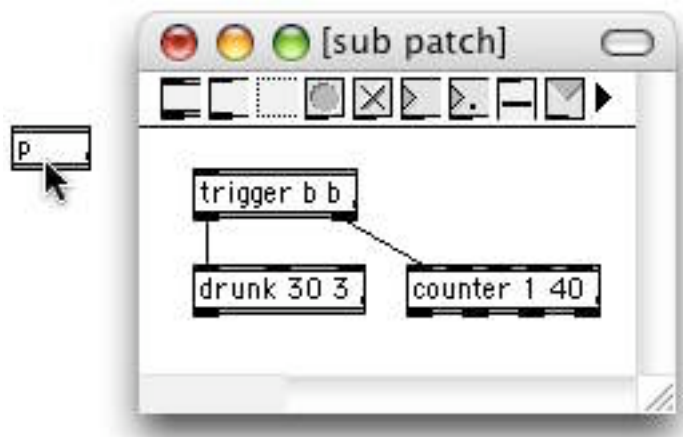 [sub patch]
p
trigger b b
drunk 30 3
counter 1 40